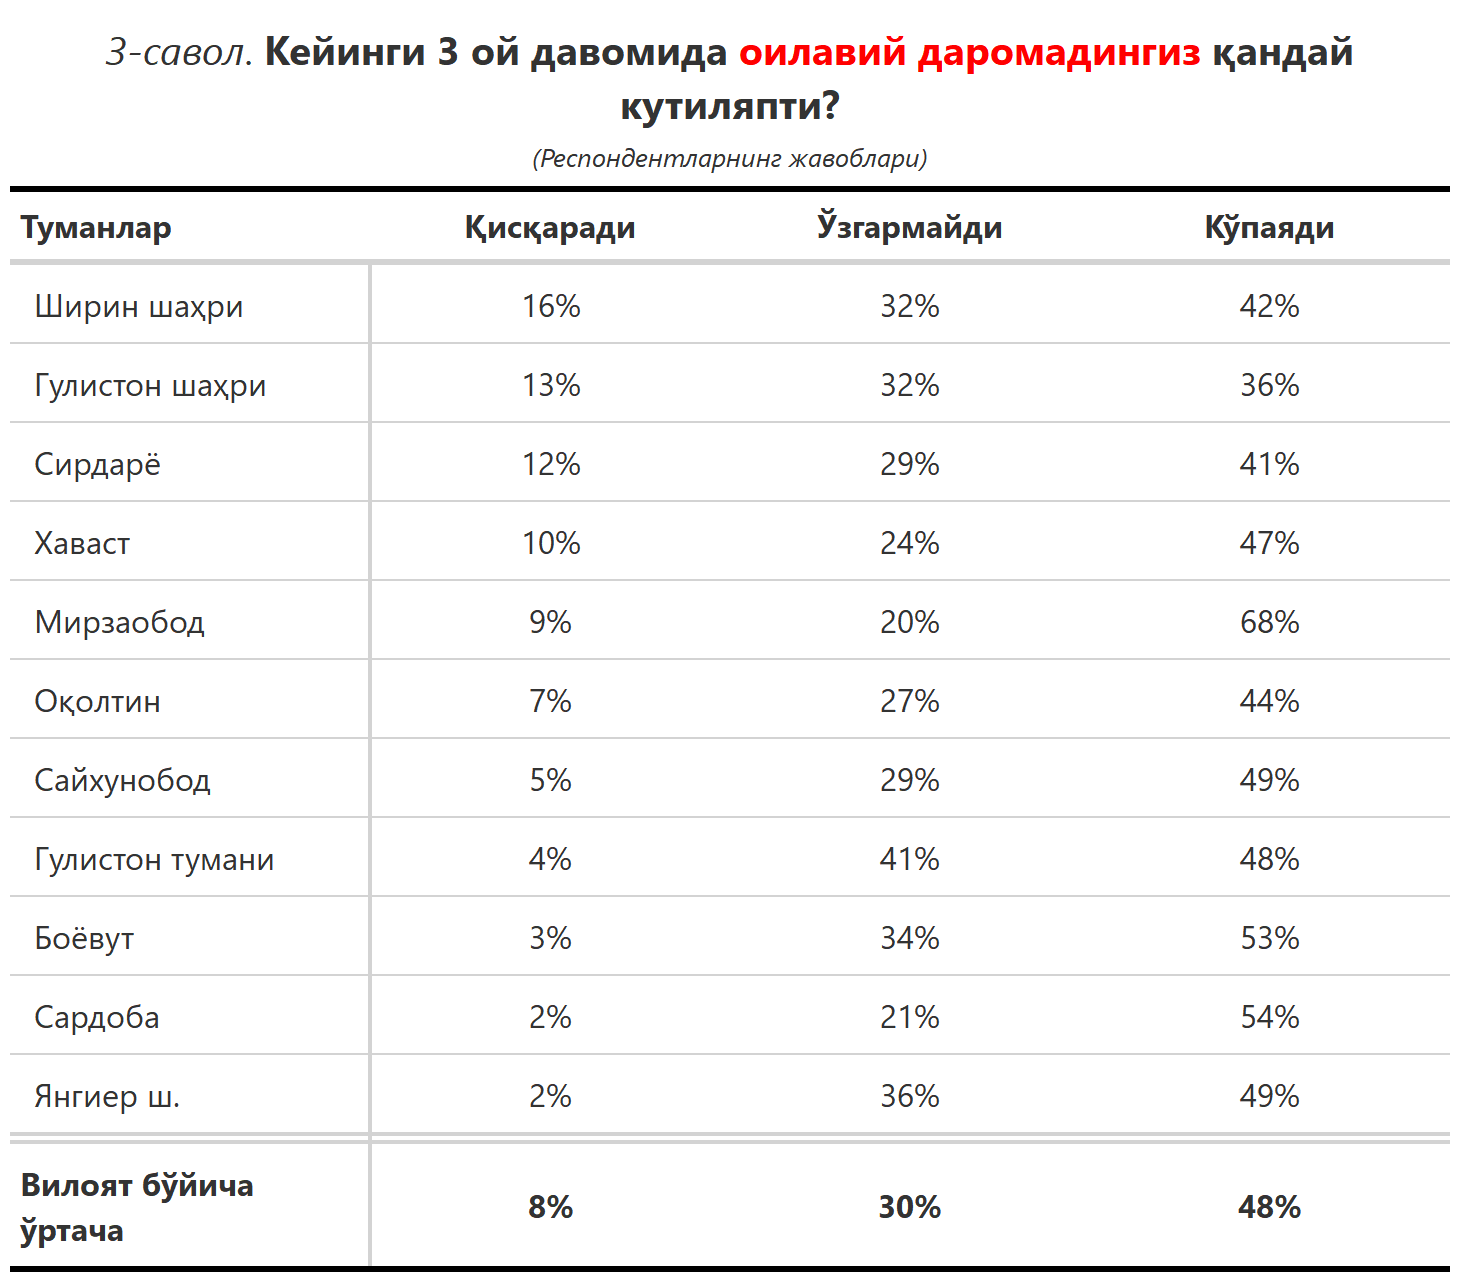 3-савол. Кейинги 3 ой давомида оилавий даромадингиз қандай
кутиляпти?
(Респондентларнинг жавоблари)
Туманлар Қисқаради Ўзгармайди Кўпаяди
Ширин шаҳри 16% 32% 42%
Гулистон шаҳри 13% 32% 36%
Сирдарё 12% 29% 41%
Хаваст 10% 24% 47%
Мирзаобод 9% 20% 68%
Оқолтин 7% 27% 44%
Сайхунобод 5% 29% 49%
Гулистон тумани 4% 41% 48%
Боёвут 3% 34% 53%
Сардоба 2% 21% 54%
Янгиер ш. 2% 36% 49%
Вилоят бўйича
ўртача 8% 30% 48%